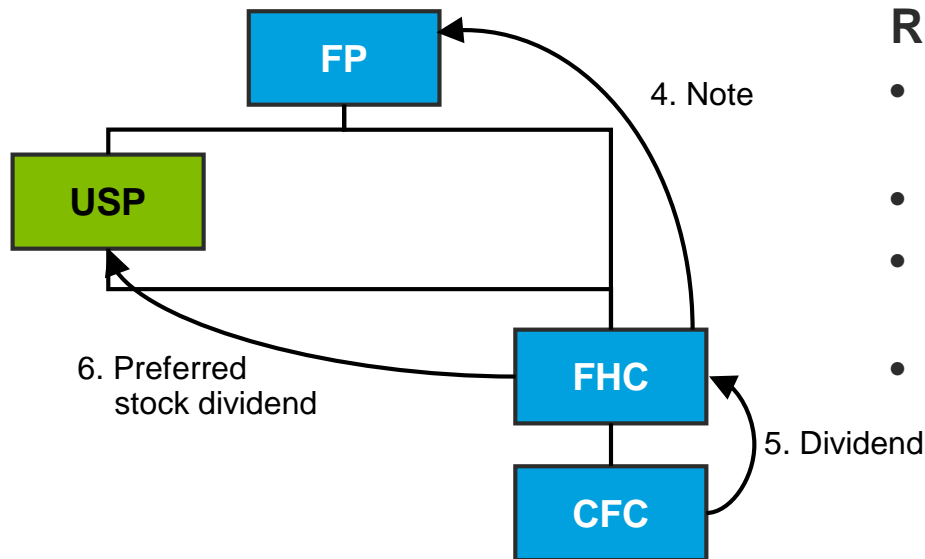 R
FP
4. Note
•
USP
•
•
6. Preferred
stock dividend
FHC
•
5. Dividend
CFC